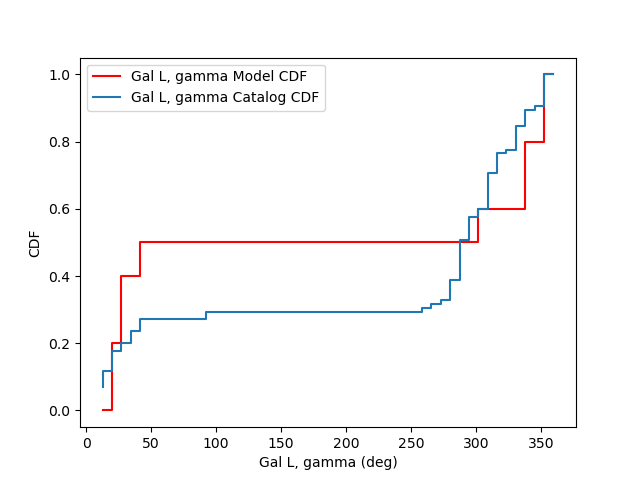 Gal L, gamma Model CDF
Gal L, gamma Catalog CDF
1.0
0.8
0.6
0.4
0.2
0.0
CDF
0 50 100 150 200 250 300 350
Gal L, gamma (deg)